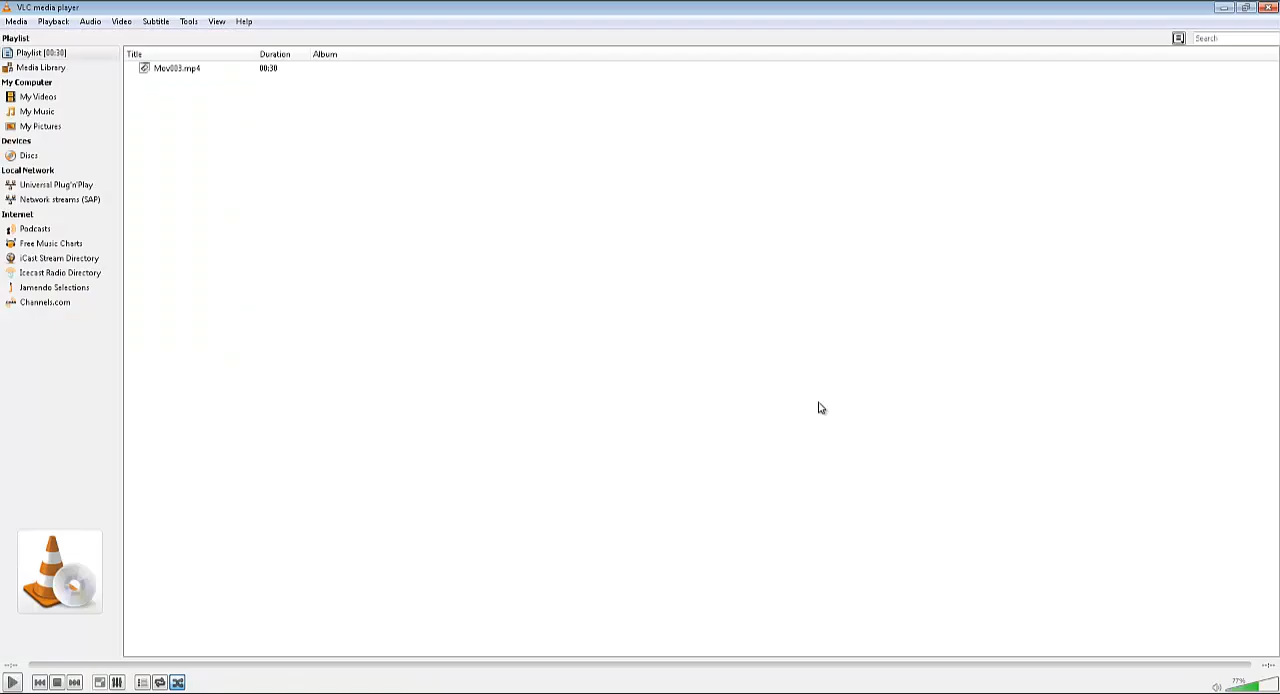 VLC media player
Media Playback Audio Video Subtitle Tools View Help
Playlist
Search
Playlist [00:30]
Title Duration Album
Media Library
Mov003.mp4 00:30
My Computer
My Videos
My Music
My Pictures
Devices
Discs
Local Network
Universal Plug'n'Play
Network streams (SAP)
Internet
Podcasts
Free Music Charts
iCast Stream Directory
Icecast Radio Directory
Jamendo Selections
Channels.com
--:-- --:--
77%